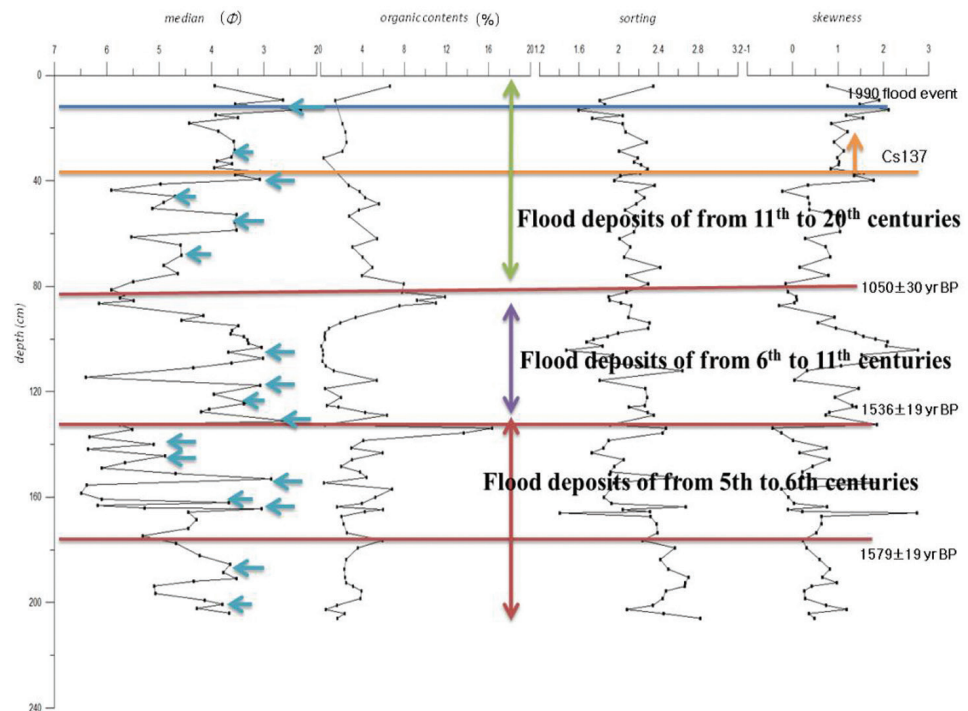 median (Φ) organic contents (%) sorting skewness
7 6 5 4 3 20 4 8 12 16 201.2 1.6 2 2.4 2.8 3.2-1 0 1 2 3
0
1990 flood event
Cs137
40
Flood deposits of from 11th to 20th centuries
80
1050±30 yr BP
depth (cm)
Flood deposits of from 6th to 11th centuries
120
1536±19 yr BP
160
Flood deposits of from 5th to 6th centuries
1579±19 yr BP
200
240